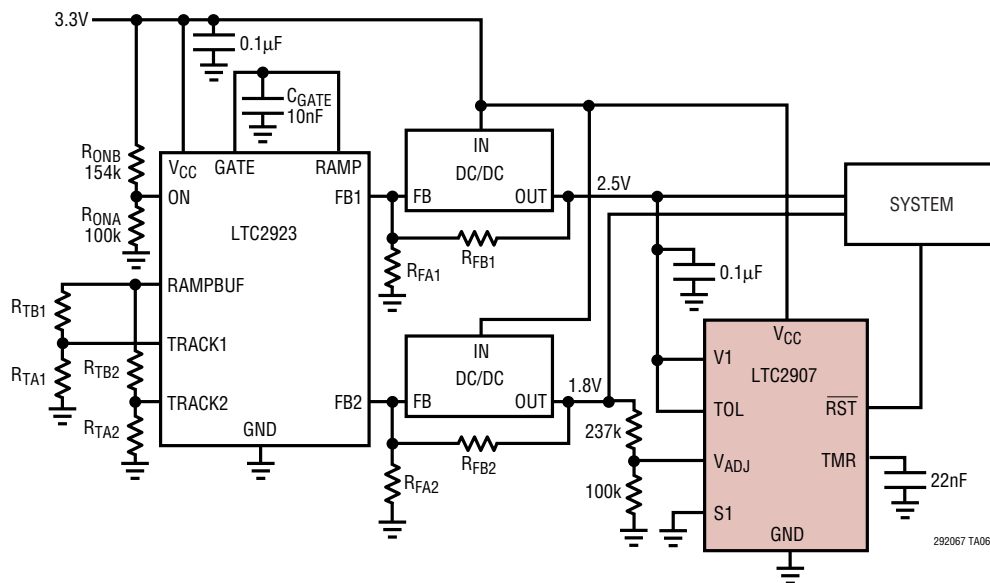 3.3V
0.1µF
C_GATE
10nF
R_ONB
154k
R_ONA
100k
V_CC
GATE
RAMP
ON
FB1
LTC2923
RAMPBUF
TRACK1
TRACK2
FB2
GND
R_TB1
R_TA1
R_TB2
R_TA2
IN
DC/DC
FB
OUT
2.5V
R_FA1
R_FB1
IN
DC/DC
FB
OUT
1.8V
R_FA2
R_FB2
SYSTEM
0.1µF
237k
100k
V_CC
V1
LTC2907
TOL
R̅S̅T̅
V_ADJ
TMR
S1
GND
22nF
292067 TA06